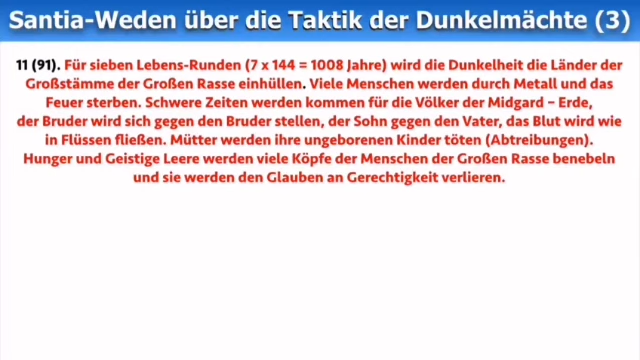 Santia-Weden über die Taktik der Dunkelmächte (3)
11 (91). Für sieben Lebens-Runden (7 x 144 = 1008 Jahre) wird die Dunkelheit die Länder der
Großstämme der Großen Rasse einhüllen. Viele Menschen werden durch Metall und das
Feuer sterben. Schwere Zeiten werden kommen für die Völker der Midgard – Erde,
der Bruder wird sich gegen den Bruder stellen, der Sohn gegen den Vater, das Blut wird wie
in Flüssen fließen. Mütter werden ihre ungeborenen Kinder töten (Abtreibungen).
Hunger und Geistige Leere werden viele Köpfe der Menschen der Großen Rasse benebeln
und sie werden den Glauben an Gerechtigkeit verlieren.